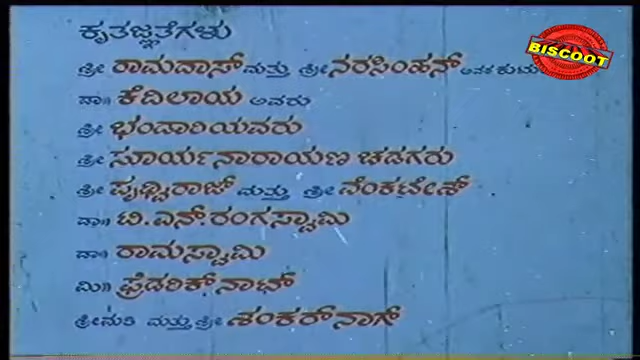 ಕೃತಜ್ಞತೆಗಳು
BISCOOT
ಶ್ರೀ ರಾಮದಾಸ್ ಮತ್ತು ಶ್ರೀ ನರಸಿಂಹನ್ ಅವರ ಕುಟು
ಡಾ|| ಕೆದಿಲಾಯ ಅವರು
ಶ್ರೀ ಭಂಡಾರಿಯವರು
ಶ್ರೀ ಸೂರ್ಯನಾರಾಯಣ ಚಡಗರು
ಶ್ರೀ ಪೃಥ್ವಿರಾಜ್ ಮತ್ತು ಶ್ರೀ ವೆಂಕಟೇಶ್
ಡಾ|| ಟಿ.ಎನ್.ರಂಗಸ್ವಾಮಿ
ಡಾ|| ರಾಮಸ್ವಾಮಿ
ಮಿ|| ಫ್ರೆಡರಿಕ್ ನಾಭ್
ಶ್ರೀಮತಿ ಮತ್ತು ಶ್ರೀ ಶಂಕರ್ ನಾಗ್